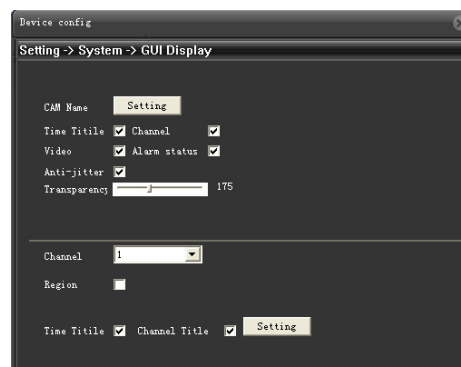 Device config
Setting -> System -> GUI Display
CAM Name Setting
Time Titile Channel
Video Alarm status
Anti-jitter
Transparency 175
Channel 1
Region
Time Titile Channel Title Setting